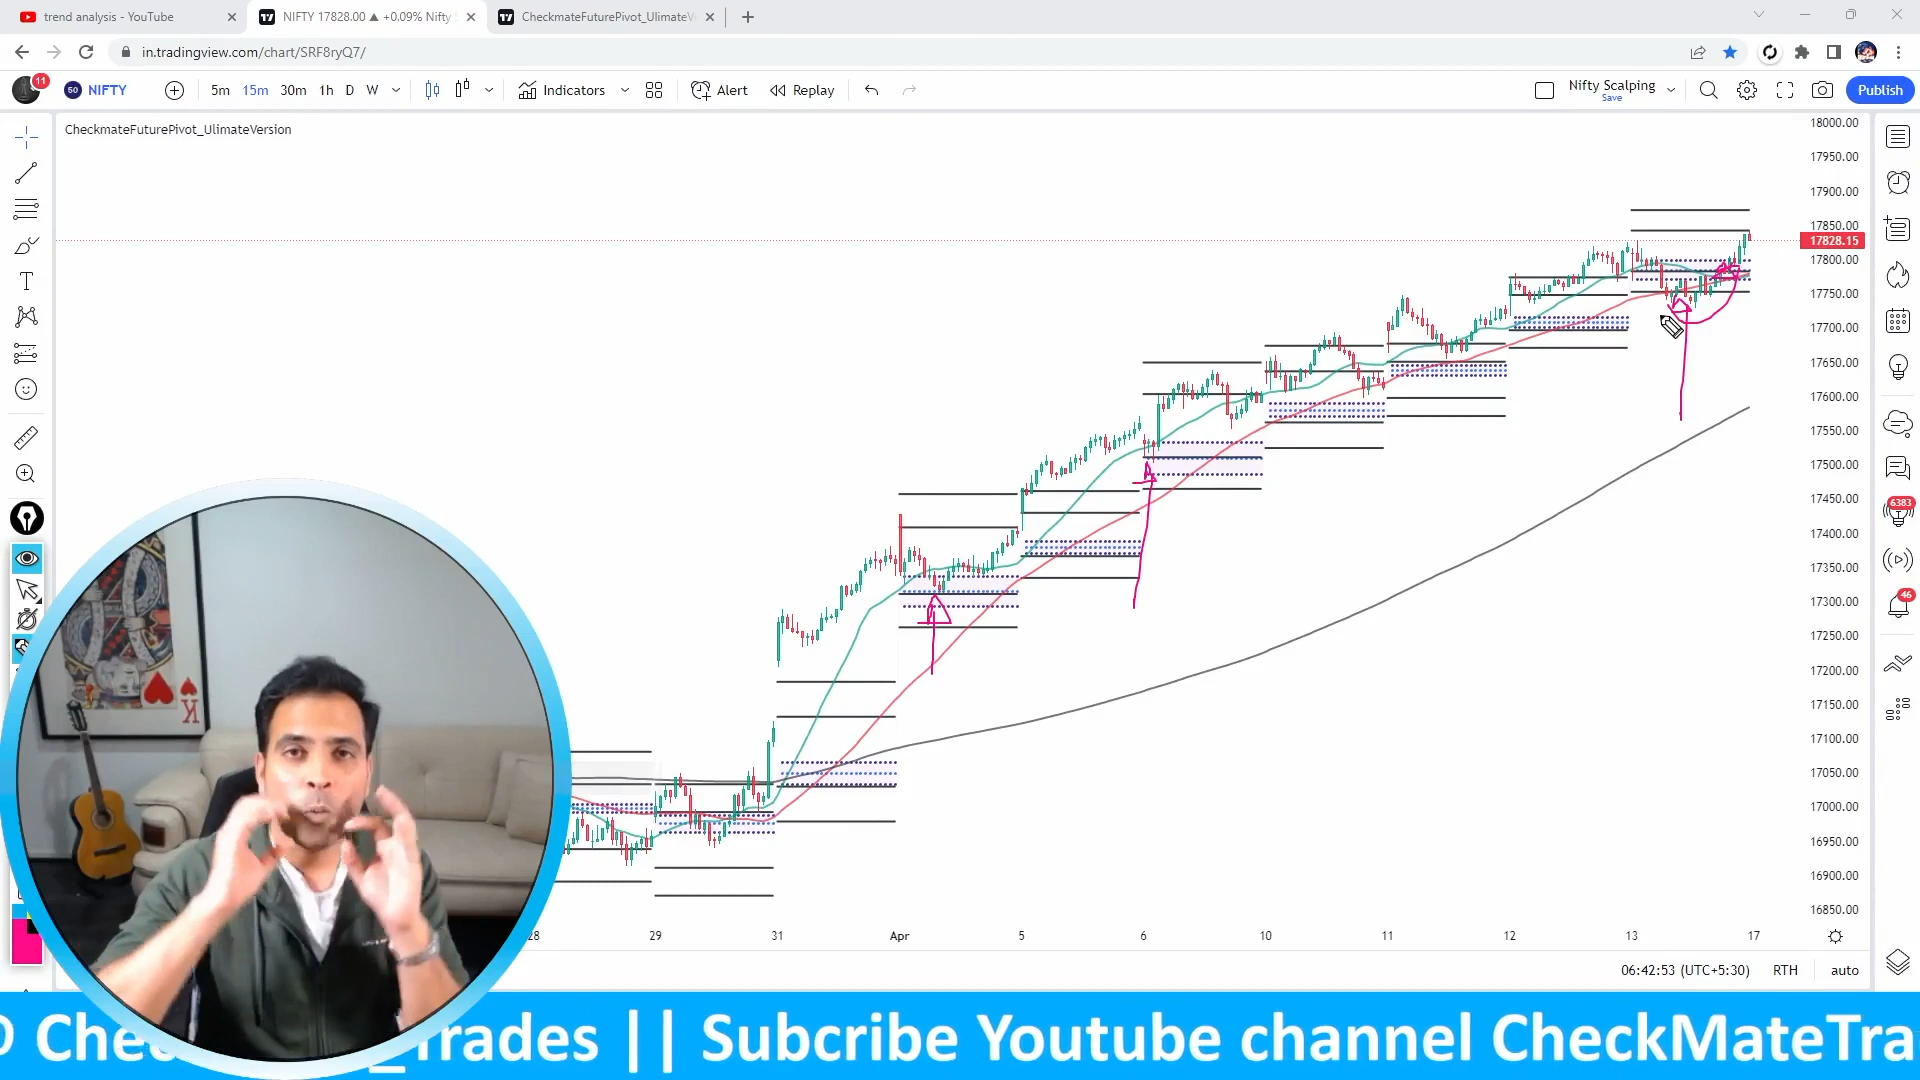 trend analysis - YouTube
NIFTY 17828.00 ▲ +0.09% Nifty
CheckmateFuturePivot_UlimateV
in.tradingview.com/chart/SRF8ryQ7/
11
50 NIFTY
5m 15m 30m 1h D W
Indicators
Alert
Replay
Nifty Scalping
Save
Publish
CheckmateFuturePivot_UlimateVersion
18000.00
17950.00
17900.00
17850.00
17828.15
17800.00
17750.00
17700.00
17650.00
17600.00
17550.00
17500.00
17450.00
17400.00
17350.00
17300.00
17250.00
17200.00
17150.00
17100.00
17050.00
17000.00
16950.00
16900.00
16850.00
6383
46
K
28 29 31 Apr 5 6 10 11 12 13 17
06:42:53 (UTC+5:30) RTH auto
Trades || Subcribe Youtube channel CheckMateTra